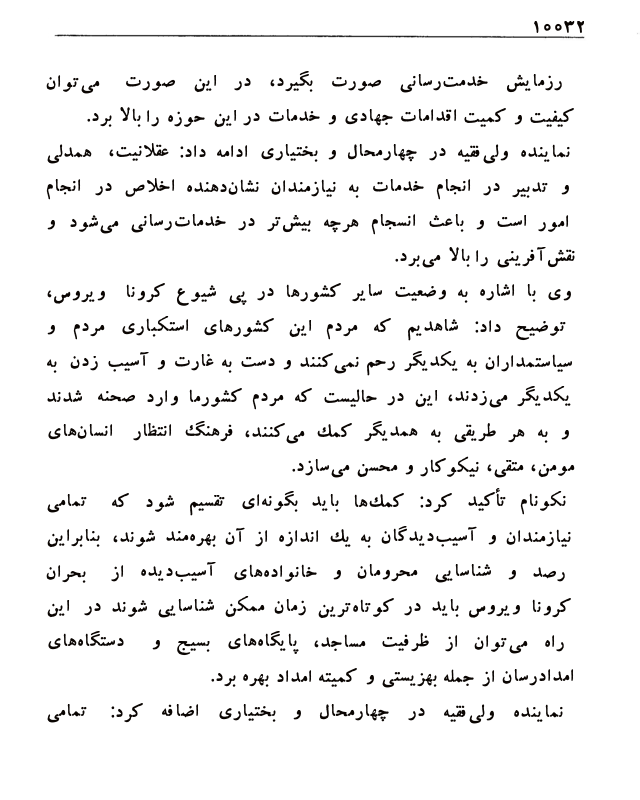 ۱۰۰۳۲
رزمایش خدمت‌رسانی صورت بگیرد، در این صورت می‌توان
کیفیت و کمیت اقدامات جهادی و خدمات در این حوزه را بالا برد.
نماینده ولی‌فقیه در چهارمحال و بختیاری ادامه داد: عقلانیت، همدلی
و تدبیر در انجام خدمات به نیازمندان نشان‌دهنده اخلاص در انجام
امور است و باعث انسجام هرچه بیش‌تر در خدمات‌رسانی می‌شود و
نقش‌آفرینی را بالا می‌برد.
وی با اشاره به وضعیت سایر کشورها در پی شیوع کرونا ویروس،
توضیح داد: شاهدیم که مردم این کشورهای استکباری مردم و
سیاستمداران به یکدیگر رحم نمی‌کنند و دست به غارت و آسیب زدن به
یکدیگر می‌زدند، این در حالیست که مردم کشورما وارد صحنه شدند
و به هر طریقی به همدیگر کمك می‌کنند، فرهنگ انتظار انسان‌های
مومن، متقی، نیکوکار و محسن می‌سازد.
نکونام تأکید کرد: کمك‌ها باید بگونه‌ای تقسیم شود که تمامی
نیازمندان و آسیب‌دیدگان به یك اندازه از آن بهره‌مند شوند، بنابراین
رصد و شناسایی محرومان و خانواده‌های آسیب‌دیده از بحران
کرونا ویروس باید در کوتاه‌ترین زمان ممکن شناسایی شوند در این
راه می‌توان از ظرفیت مساجد، پایگاه‌های بسیج و دستگاه‌های
امدادرسان از جمله بهزیستی و کمیته امداد بهره برد.
نماینده ولی‌فقیه در چهارمحال و بختیاری اضافه کرد: تمامی